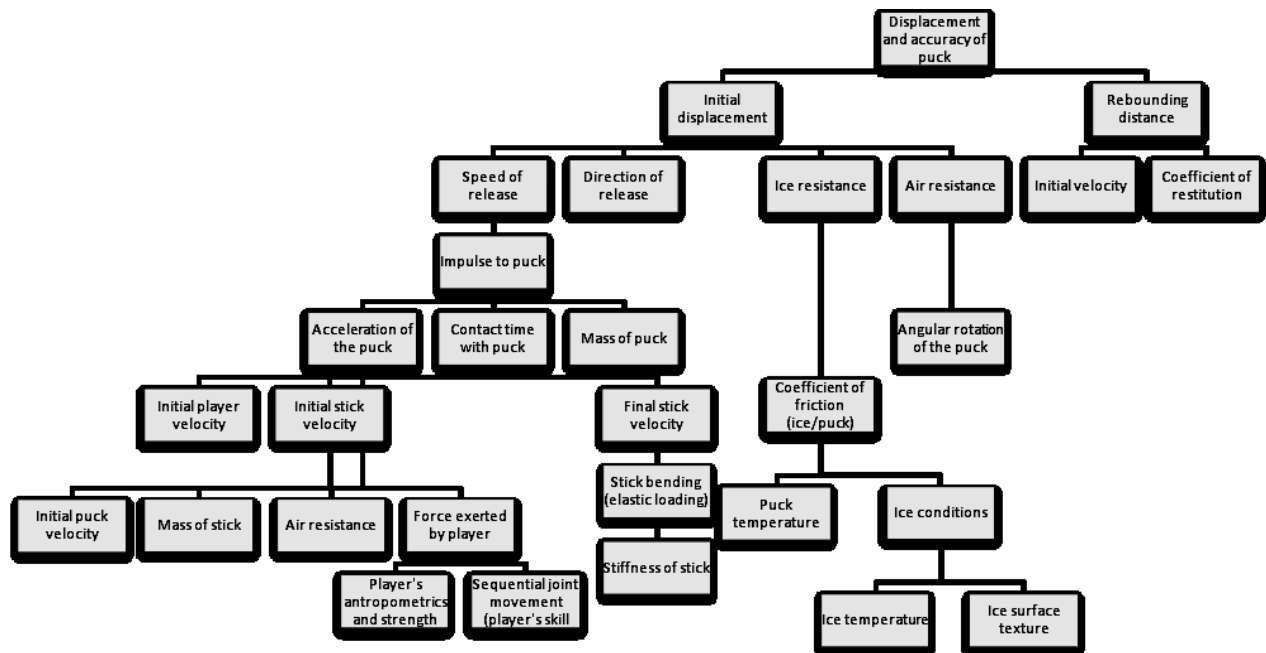 Displacement
and accuracy of
puck
Initial
displacement
Rebounding
distance
Speed of
release
Direction of
release
Ice resistance
Air resistance
Initial velocity
Coefficient of
restitution
Impulse to puck
Acceleration of
the puck
Contact time
with puck
Mass of puck
Angular rotation
of the puck
Initial player
velocity
Initial stick
velocity
Final stick
velocity
Coefficient of
friction
(ice/puck)
Initial puck
velocity
Mass of stick
Air resistance
Force exerted
by player
Stick bending
(elastic loading)
Puck
temperature
Ice conditions
Player's
antropometrics
and strength
Sequential joint
movement
(player's skill
Stiffness of stick
Ice temperature
Ice surface
texture